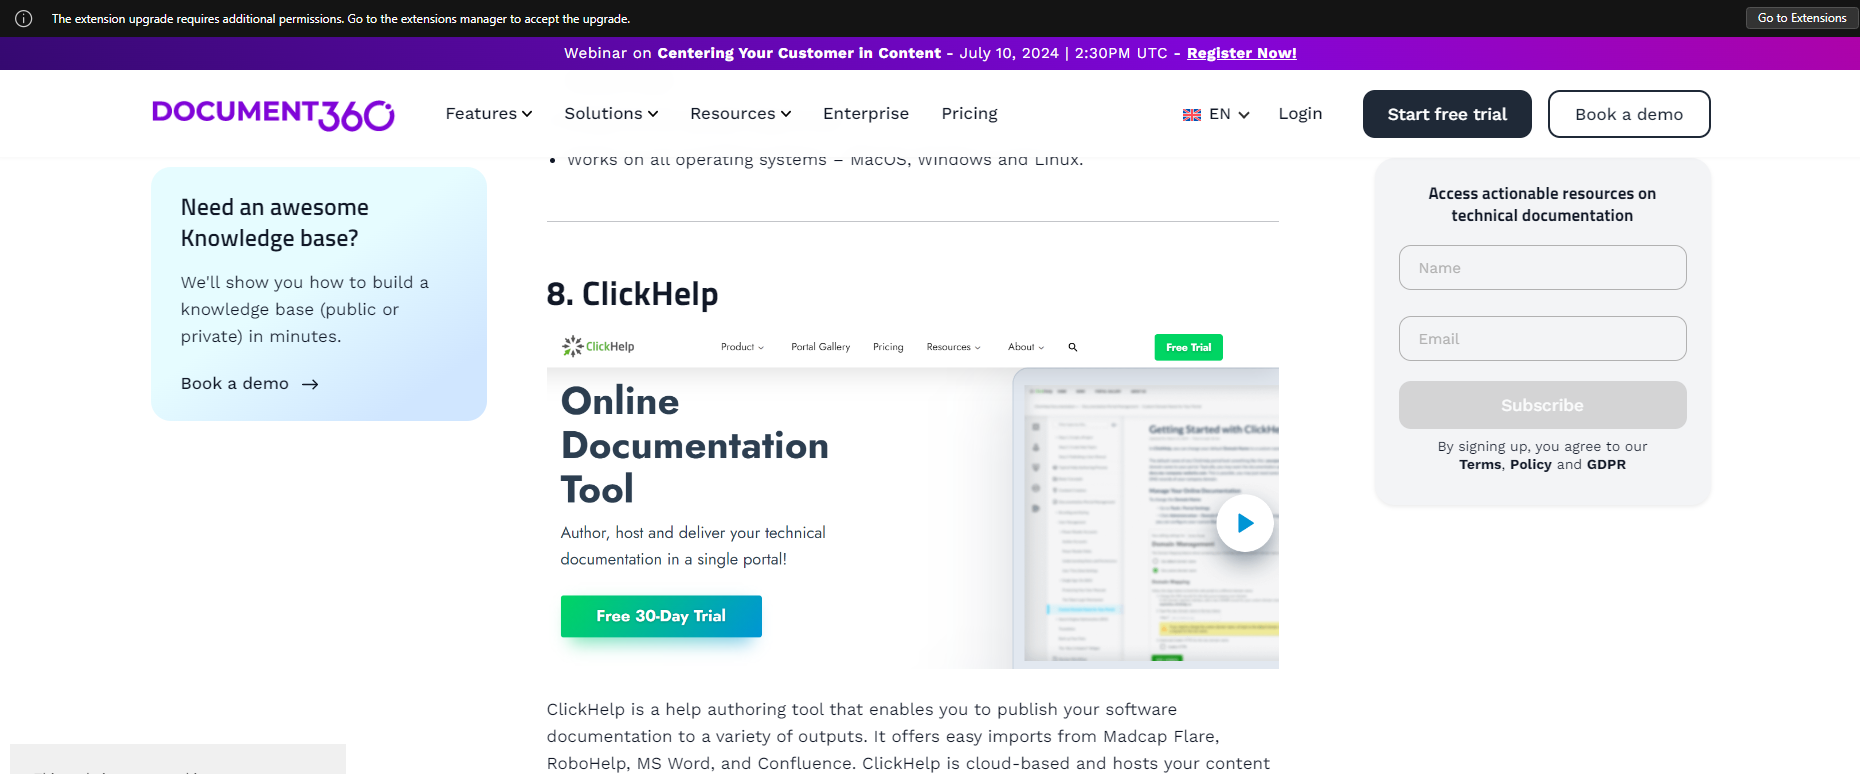 The extension upgrade requires additional permissions. Go to the extensions manager to accept the upgrade.
Go to Extensions
Webinar on Centering Your Customer in Content - July 10, 2024 | 2:30PM UTC - Register Now!
DOCUMENT360
Features
Solutions
Resources
Enterprise
Pricing
EN
Login
Start free trial
Book a demo
Need an awesome
Knowledge base?
We'll show you how to build a
knowledge base (public or
private) in minutes.
Book a demo →
• Works on all operating systems – MacOS, Windows and Linux.
8. ClickHelp
ClickHelp
Product
Portal Gallery
Pricing
Resources
About
Free Trial
Online
Documentation
Tool
Author, host and deliver your technical
documentation in a single portal!
Free 30-Day Trial
Getting Started with ClickHe
ClickHelp is a help authoring tool that enables you to publish your software
documentation to a variety of outputs. It offers easy imports from Madcap Flare,
RoboHelp, MS Word, and Confluence. ClickHelp is cloud-based and hosts your content
Access actionable resources on
technical documentation
Name
Email
Subscribe
By signing up, you agree to our
Terms, Policy and GDPR